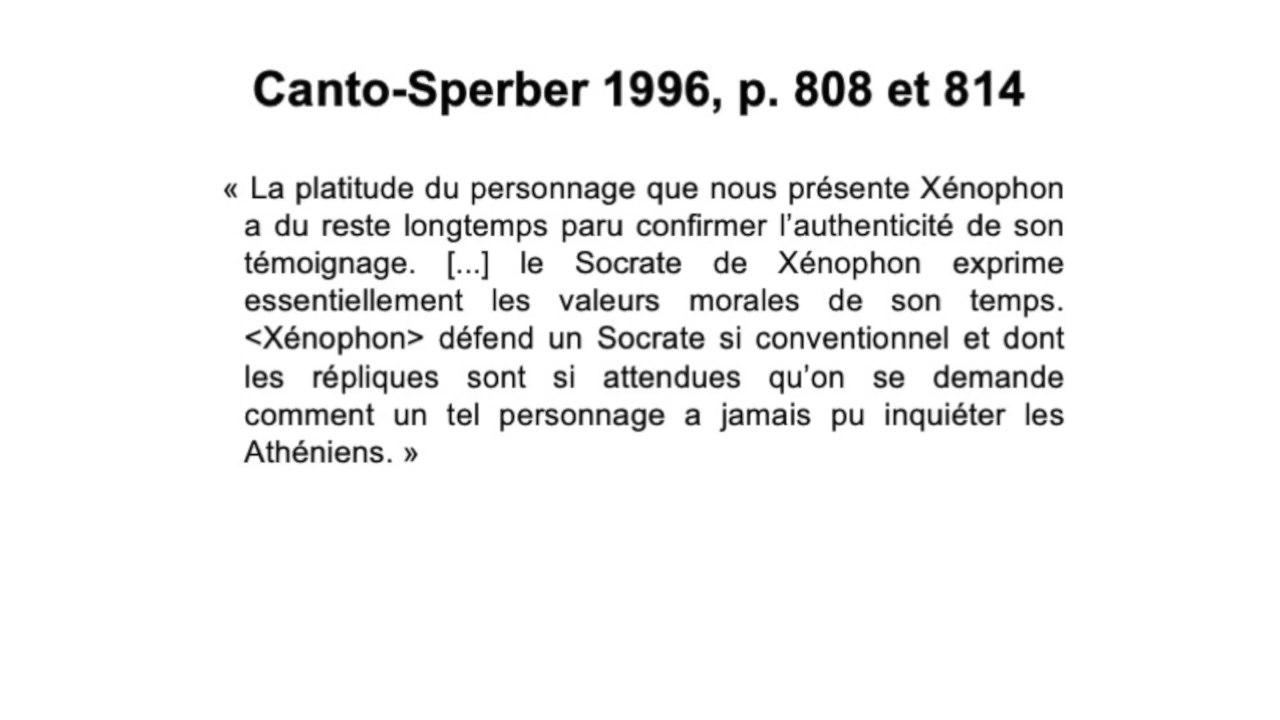 Canto-Sperber 1996, p. 808 et 814
« La platitude du personnage que nous présente Xénophon
a du reste longtemps paru confirmer l’authenticité de son
témoignage. [...] le Socrate de Xénophon exprime
essentiellement les valeurs morales de son temps.
<Xénophon> défend un Socrate si conventionnel et dont
les répliques sont si attendues qu’on se demande
comment un tel personnage a jamais pu inquiéter les
Athéniens. »